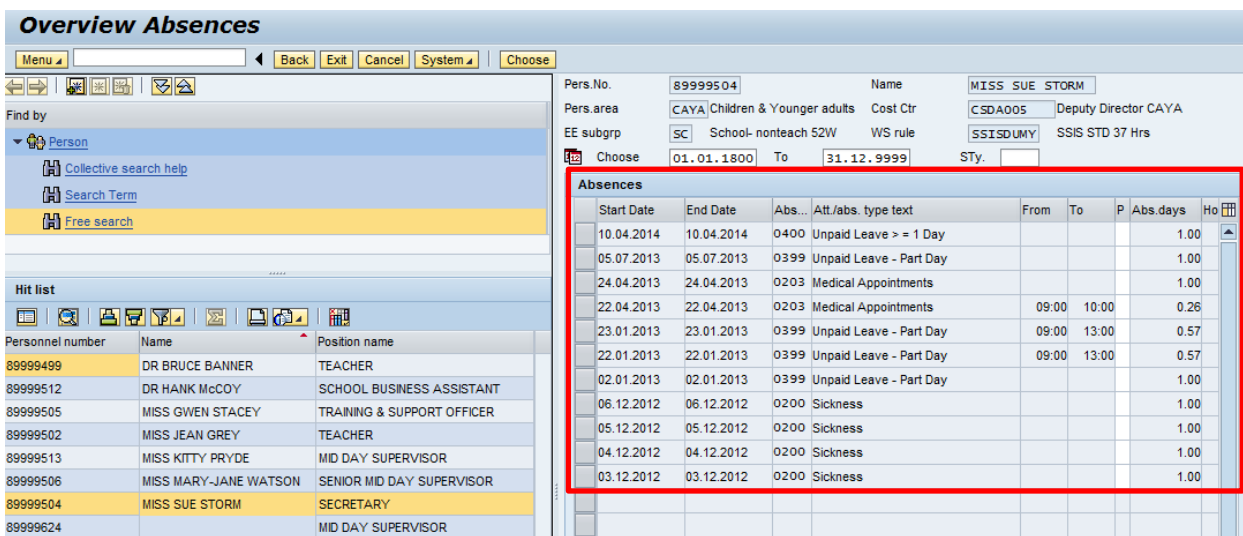 Overview Absences
Menu Back Exit Cancel System Choose
Find by
Person
Collective search help
Search Term
Free search
Hit list
Personnel number Name Position name
89999499 DR BRUCE BANNER TEACHER
89999512 DR HANK McCOY SCHOOL BUSINESS ASSISTANT
89999505 MISS GWEN STACEY TRAINING & SUPPORT OFFICER
89999502 MISS JEAN GREY TEACHER
89999513 MISS KITTY PRYDE MID DAY SUPERVISOR
89999506 MISS MARY-JANE WATSON SENIOR MID DAY SUPERVISOR
89999504 MISS SUE STORM SECRETARY
89999624 MID DAY SUPERVISOR
Pers.No. 89999504 Name MISS SUE STORM
Pers.area CAYA Children & Younger adults Cost Ctr CSDA005 Deputy Director CAYA
EE subgrp SC School- nonteach 52W WS rule SSISDUMY SSIS STD 37 Hrs
12 Choose 01.01.1800 To 31.12.9999 STy.
Absences
Start Date End Date Abs... Att./abs. type text From To P Abs.days Ho
10.04.2014 10.04.2014 0400 Unpaid Leave > = 1 Day 1.00
05.07.2013 05.07.2013 0399 Unpaid Leave - Part Day 1.00
24.04.2013 24.04.2013 0203 Medical Appointments 1.00
22.04.2013 22.04.2013 0203 Medical Appointments 09:00 10:00 0.26
23.01.2013 23.01.2013 0399 Unpaid Leave - Part Day 09:00 13:00 0.57
22.01.2013 22.01.2013 0399 Unpaid Leave - Part Day 09:00 13:00 0.57
02.01.2013 02.01.2013 0399 Unpaid Leave - Part Day 1.00
06.12.2012 06.12.2012 0200 Sickness 1.00
05.12.2012 05.12.2012 0200 Sickness 1.00
04.12.2012 04.12.2012 0200 Sickness 1.00
03.12.2012 03.12.2012 0200 Sickness 1.00